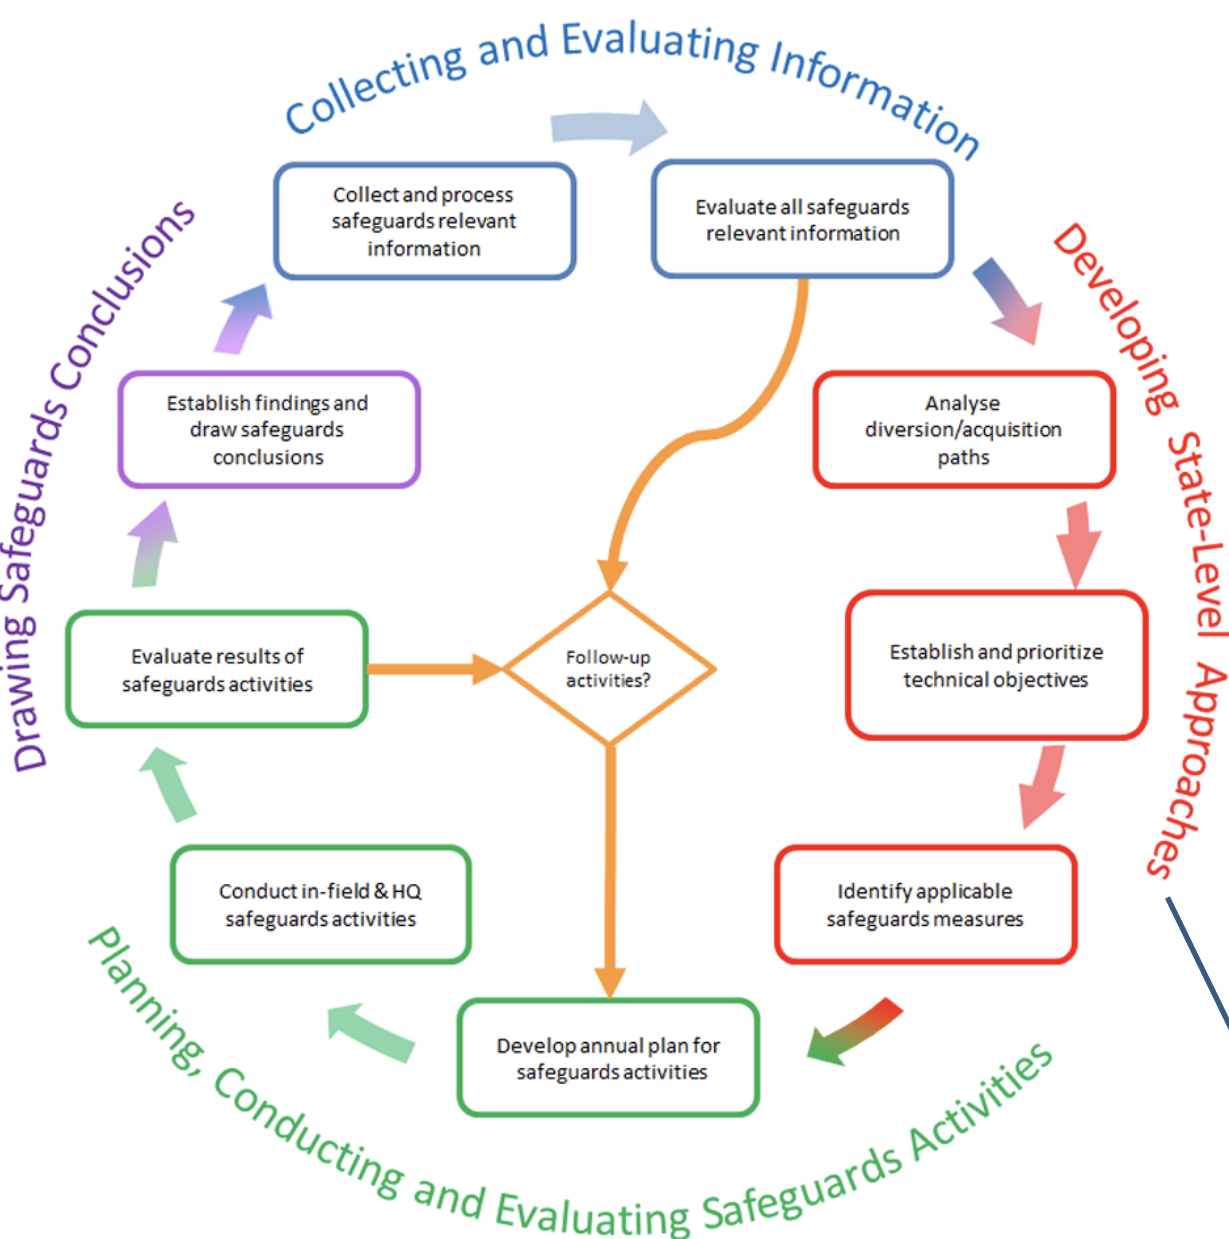 Collecting and Evaluating Information
Collect and process
safeguards relevant
information
Evaluate all safeguards
relevant information
Developing State-Level Approaches
Analyse
diversion/acquisition
paths
Establish and prioritize
technical objectives
Identify applicable
safeguards measures
Planning, Conducting and Evaluating Safeguards Activities
Develop annual plan for
safeguards activities
Conduct in-field & HQ
safeguards activities
Evaluate results of
safeguards activities
Drawing Safeguards Conclusions
Establish findings and
draw safeguards
conclusions
Follow-up
activities?